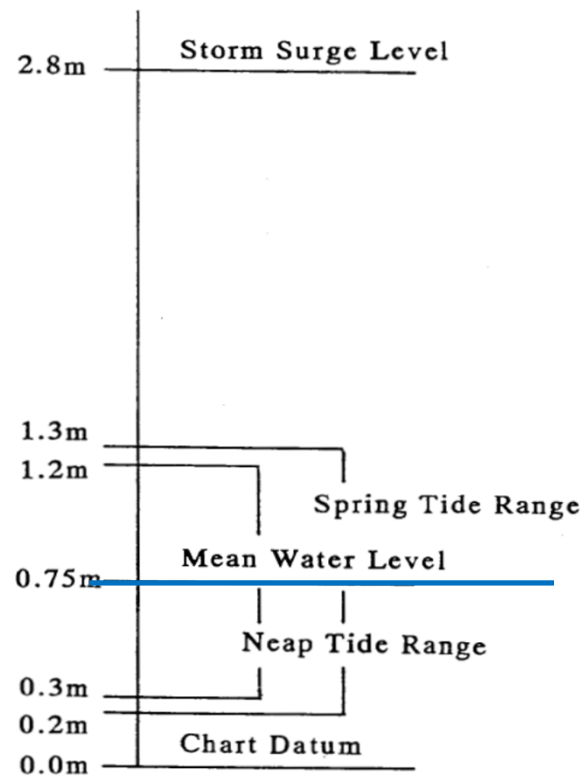 Storm Surge Level
2.8m
1.3m
1.2m
Spring Tide Range
Mean Water Level
0.75m
Neap Tide Range
0.3m
0.2m
Chart Datum
0.0m